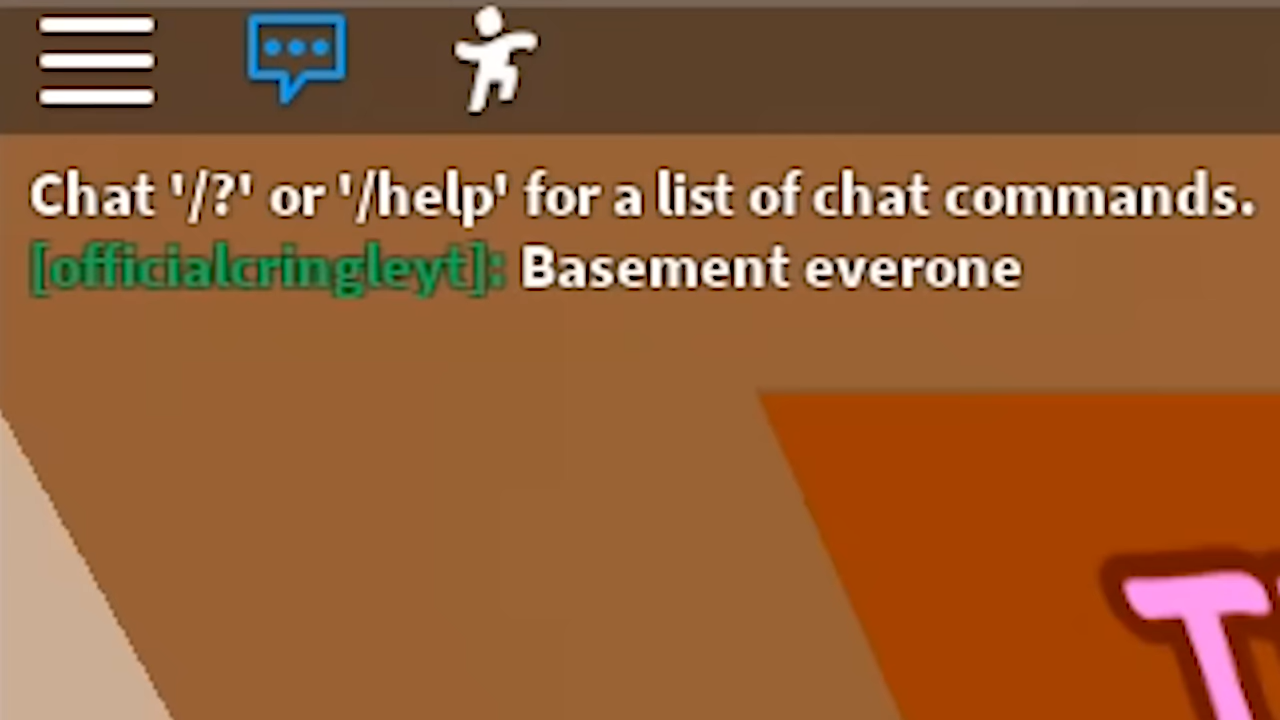 Chat '/?' or '/help' for a list of chat commands.
[officialcringleyt]: Basement everone